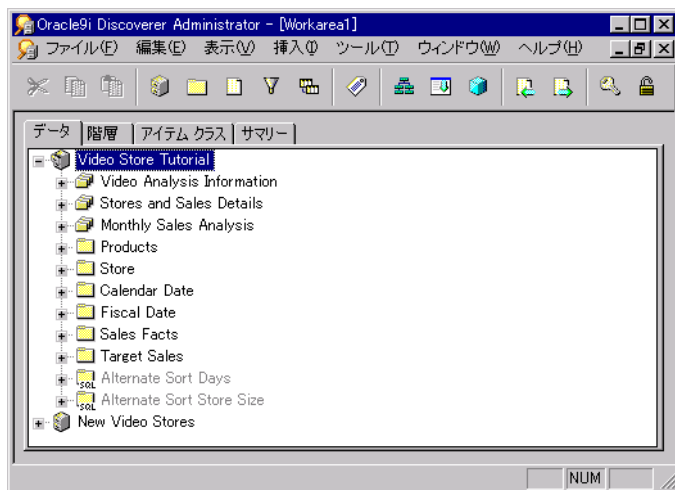 Oracle9i Discoverer Administrator - [Workarea1]
ファイル(F) 編集(E) 表示(V) 挿入(I) ツール(T) ウィンドウ(W) ヘルプ(H)
データ 階層 アイテム クラス サマリー
Video Store Tutorial
Video Analysis Information
Stores and Sales Details
Monthly Sales Analysis
Products
Store
Calendar Date
Fiscal Date
Sales Facts
Target Sales
SQL Alternate Sort Days
SQL Alternate Sort Store Size
New Video Stores
NUM